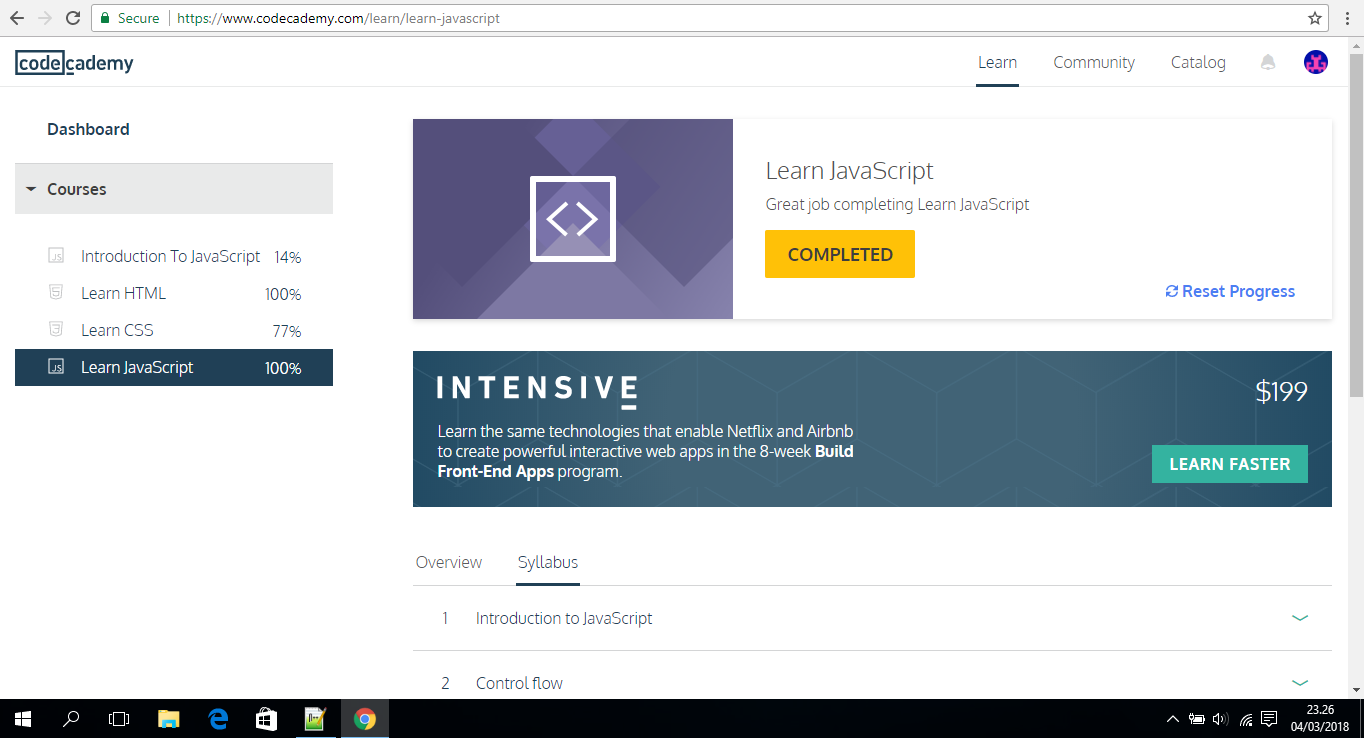 Secure https://www.codecademy.com/learn/learn-javascript
codecademy
Learn Community Catalog
Dashboard
Courses
JS Introduction To JavaScript 14%
Learn HTML 100%
Learn CSS 77%
JS Learn JavaScript 100%
Learn JavaScript
Great job completing Learn JavaScript
COMPLETED
Reset Progress
INTENSIVE
$199
Learn the same technologies that enable Netflix and Airbnb
to create powerful interactive web apps in the 8-week Build
Front-End Apps program.
LEARN FASTER
Overview Syllabus
1 Introduction to JavaScript
2 Control flow
23.26
04/03/2018